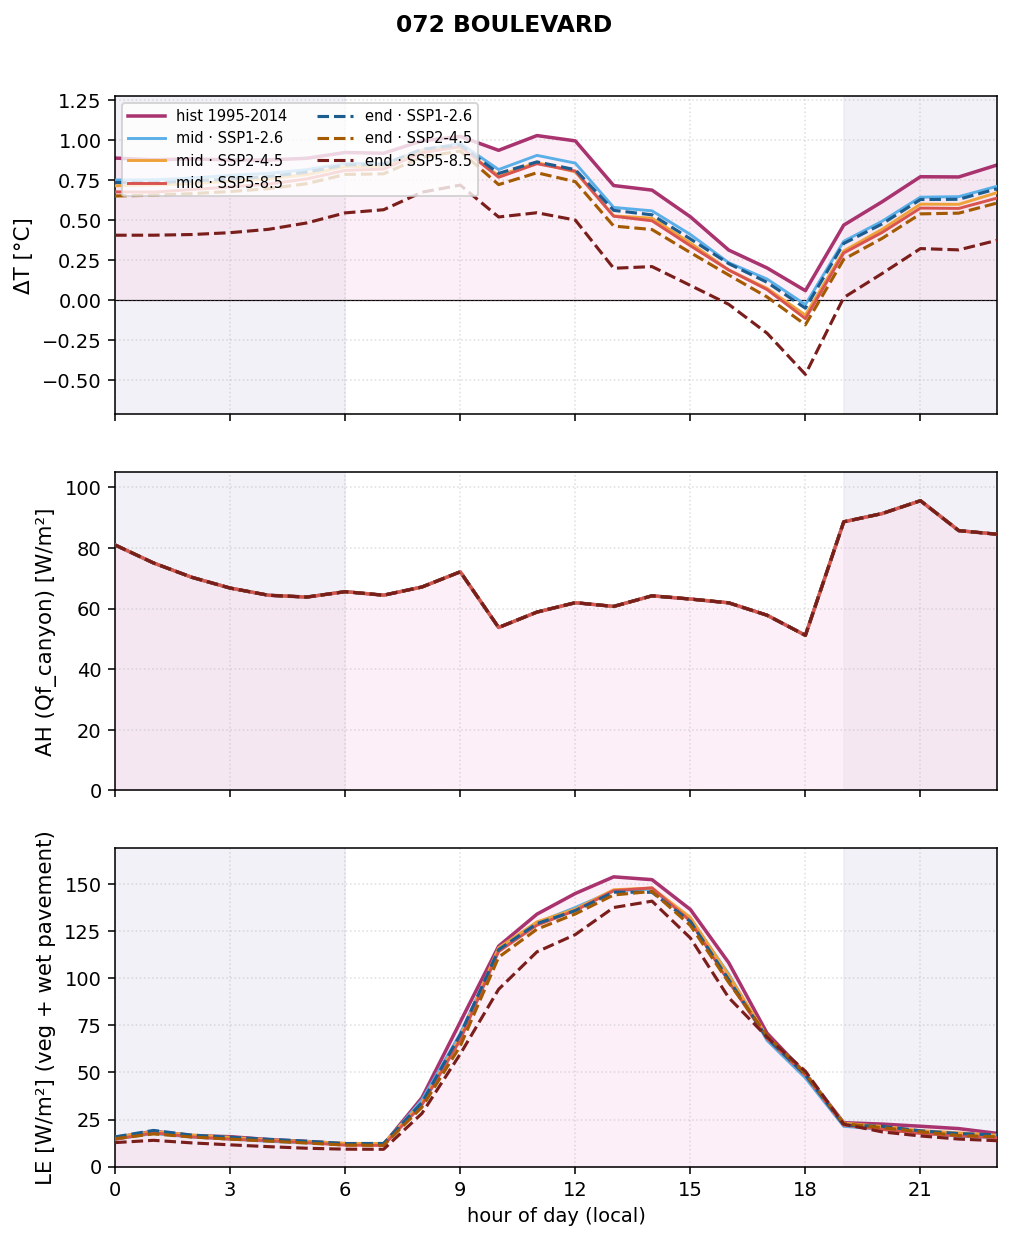 072 BOULEVARD
ΔT [°C]
1.25
1.00
0.75
0.50
0.25
0.00
−0.25
−0.50
hist 1995-2014
mid · SSP1-2.6
mid · SSP2-4.5
mid · SSP5-8.5
end · SSP1-2.6
end · SSP2-4.5
end · SSP5-8.5
AH (Qf_canyon) [W/m²]
100
80
60
40
20
0
LE [W/m²] (veg + wet pavement)
150
125
100
75
50
25
0
0 3 6 9 12 15 18 21
hour of day (local)